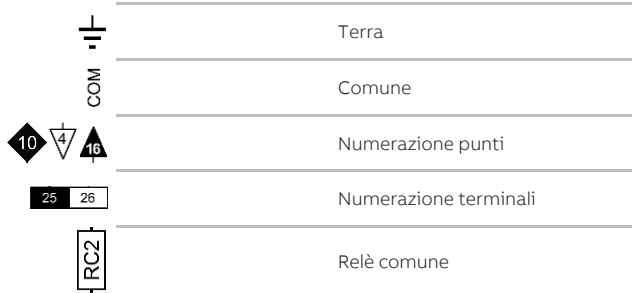 Terra
COM Comune
10 4 16 Numerazione punti
25 26 Numerazione terminali
RC2 Relè comune